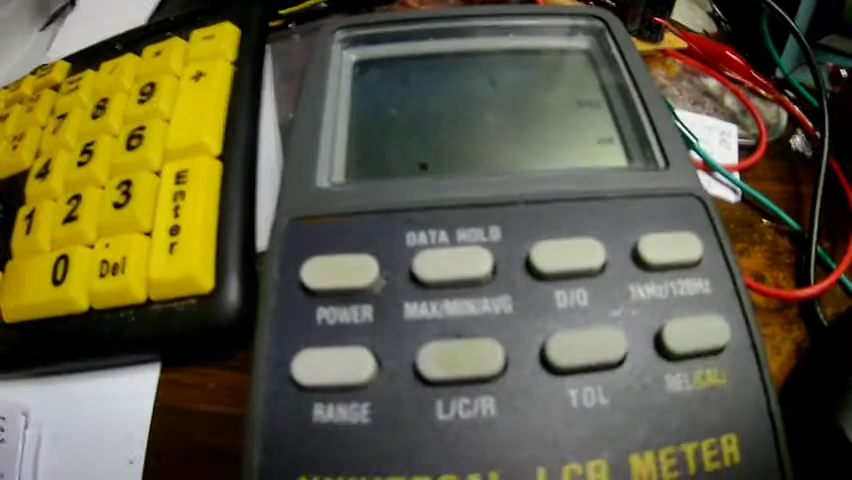 -
+
7 8 9
4 5 6
1 2 3
Enter
0 Del
DATA HOLD
POWER MAX/MIN/AVG D/Q 1kHz/120Hz
RANGE L/C/R TOL REL/CAL
UNIVERSAL LCR METER